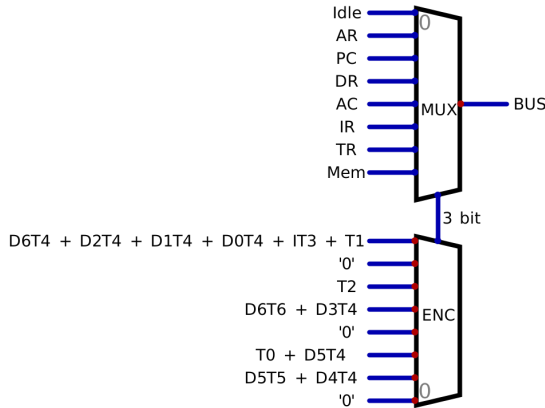 Idle
0
AR
PC
DR
AC
MUX
BUS
IR
TR
Mem
3 bit
D6T4 + D2T4 + D1T4 + D0T4 + IT3 + T1
'0'
T2
D6T6 + D3T4
ENC
'0'
T0 + D5T4
D5T5 + D4T4
0
'0'